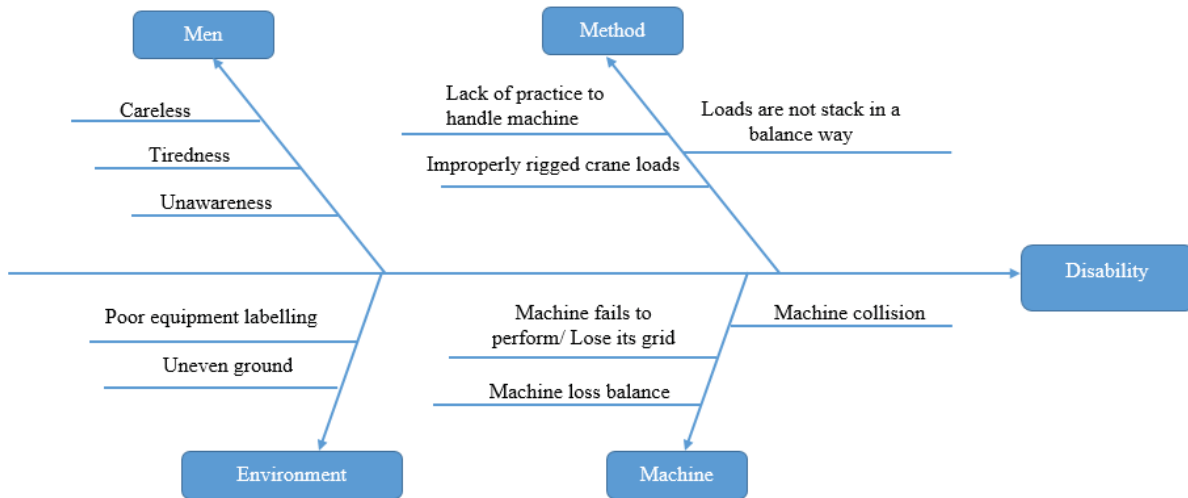 Men
Method
Careless
Tiredness
Unawareness
Lack of practice to
handle machine
Improperly rigged crane loads
Loads are not stack in a
balance way
Disability
Poor equipment labelling
Uneven ground
Machine fails to
perform/ Lose its grid
Machine loss balance
Machine collision
Environment
Machine